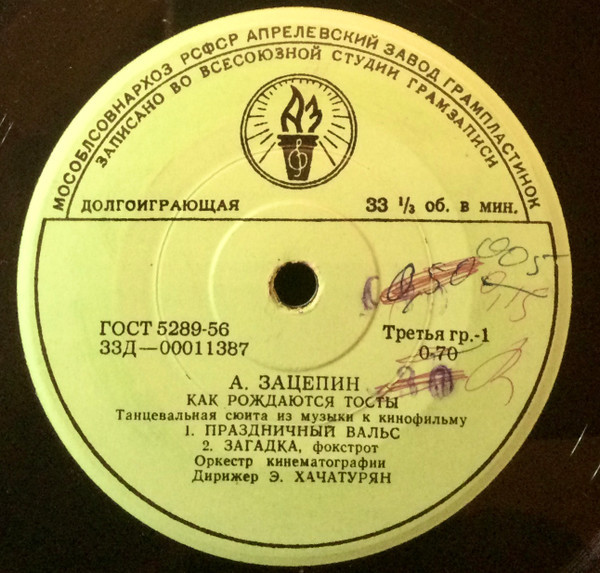 МОСОБЛСОВНАРХОЗ РСФСР АПРЕЛЕВСКИЙ ЗАВОД ГРАМПЛАСТИНОК
ЗАПИСАНО ВО ВСЕСОЮЗНОЙ СТУДИИ ГРАМЗАПИСИ
АЗ
ДОЛГОИГРАЮЩАЯ 33 1/3 об. в мин.
ГОСТ 5289-56 Третья гр.-1
33Д—00011387 0-70
А. ЗАЦЕПИН
КАК РОЖДАЮТСЯ ТОСТЫ
Танцевальная сюита из музыки к кинофильму
1. ПРАЗДНИЧНЫЙ ВАЛЬС
2. ЗАГАДКА, фокстрот
Оркестр кинематографии
Дирижер Э. ХАЧАТУРЯН